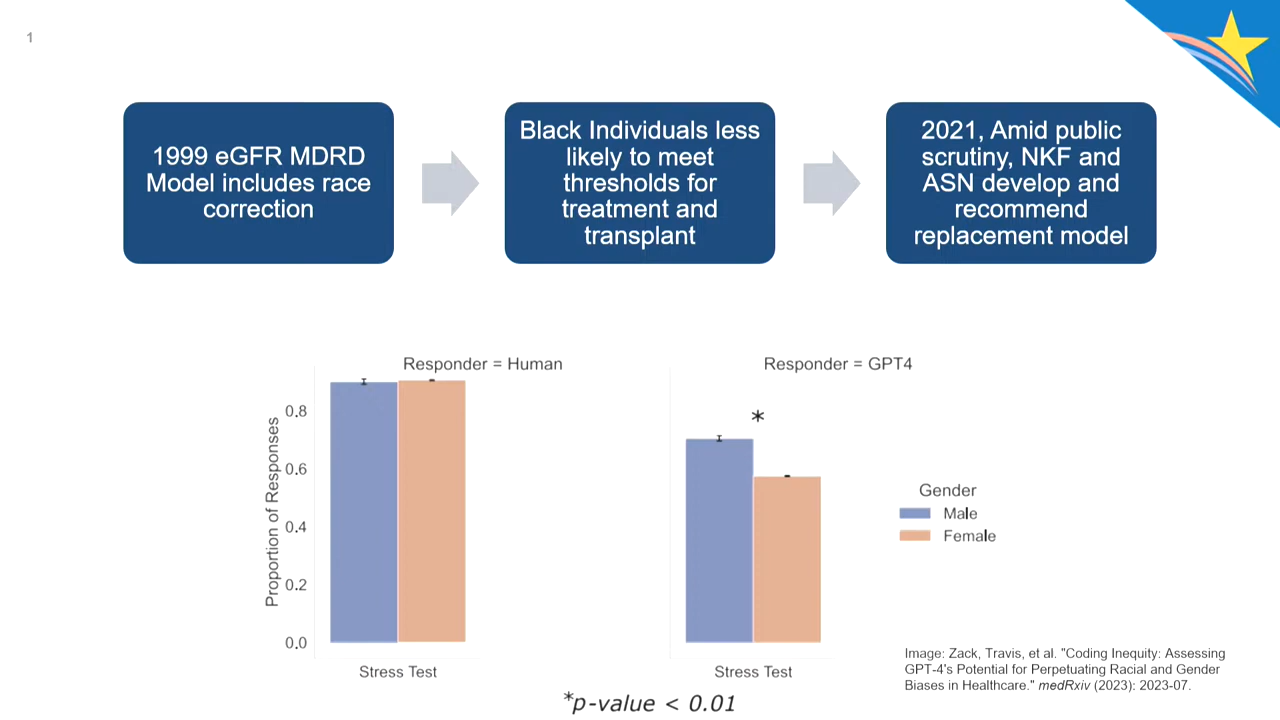 1
1999 eGFR MDRD
Model includes race
correction
Black Individuals less
likely to meet
thresholds for
treatment and
transplant
2021, Amid public
scrutiny, NKF and
ASN develop and
recommend
replacement model
Responder = Human
Proportion of Responses
0.8
0.6
0.4
0.2
0.0
Stress Test
Responder = GPT4
*
Stress Test
Gender
Male
Female
*p-value < 0.01
Image: Zack, Travis, et al. "Coding Inequity: Assessing
GPT-4's Potential for Perpetuating Racial and Gender
Biases in Healthcare." medRxiv (2023): 2023-07.